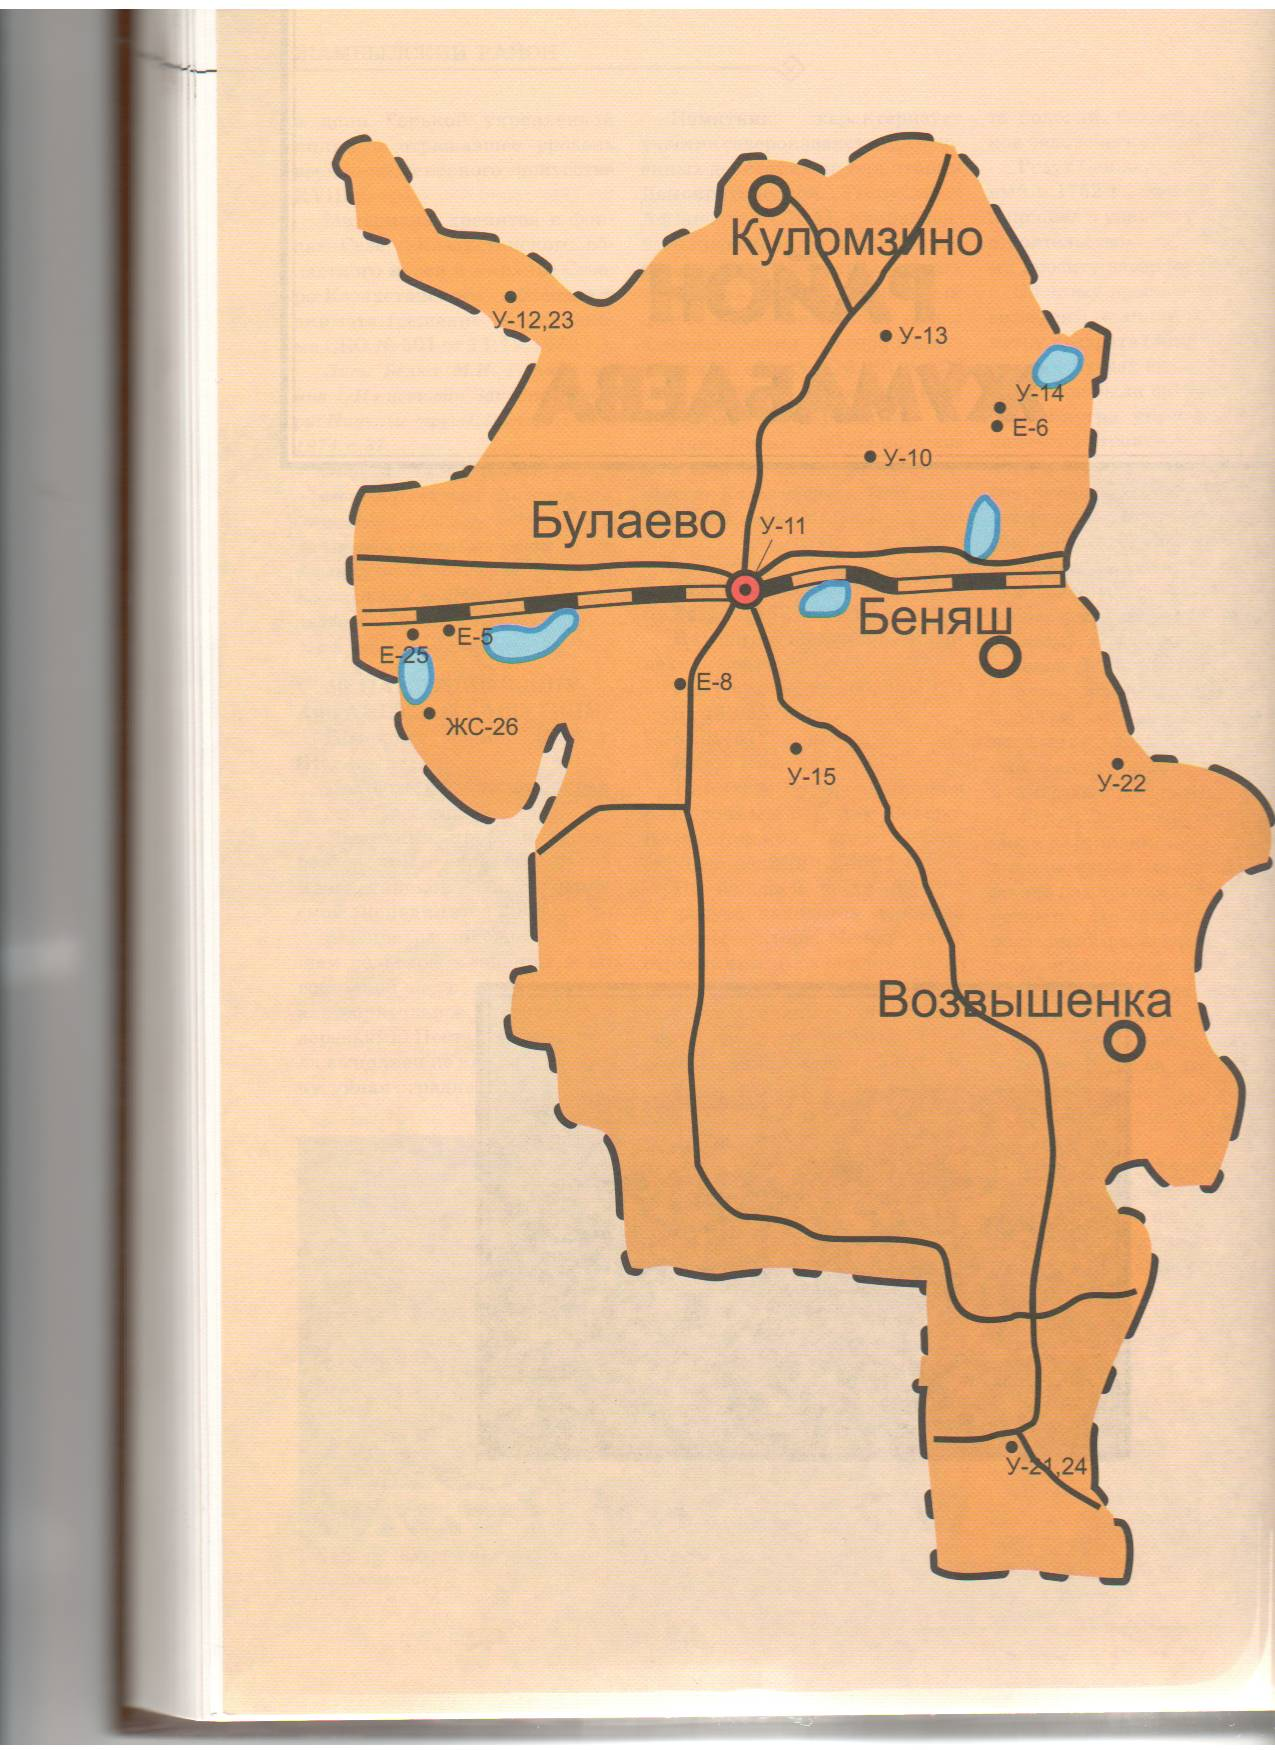 Куломзино
У-12,23
У-13
У-14
Е-6
У-10
Булаево
У-11
Беняш
Е-5
Е-25
Е-8
ЖС-26
У-15
У-22
Возвышенка
У-21,24